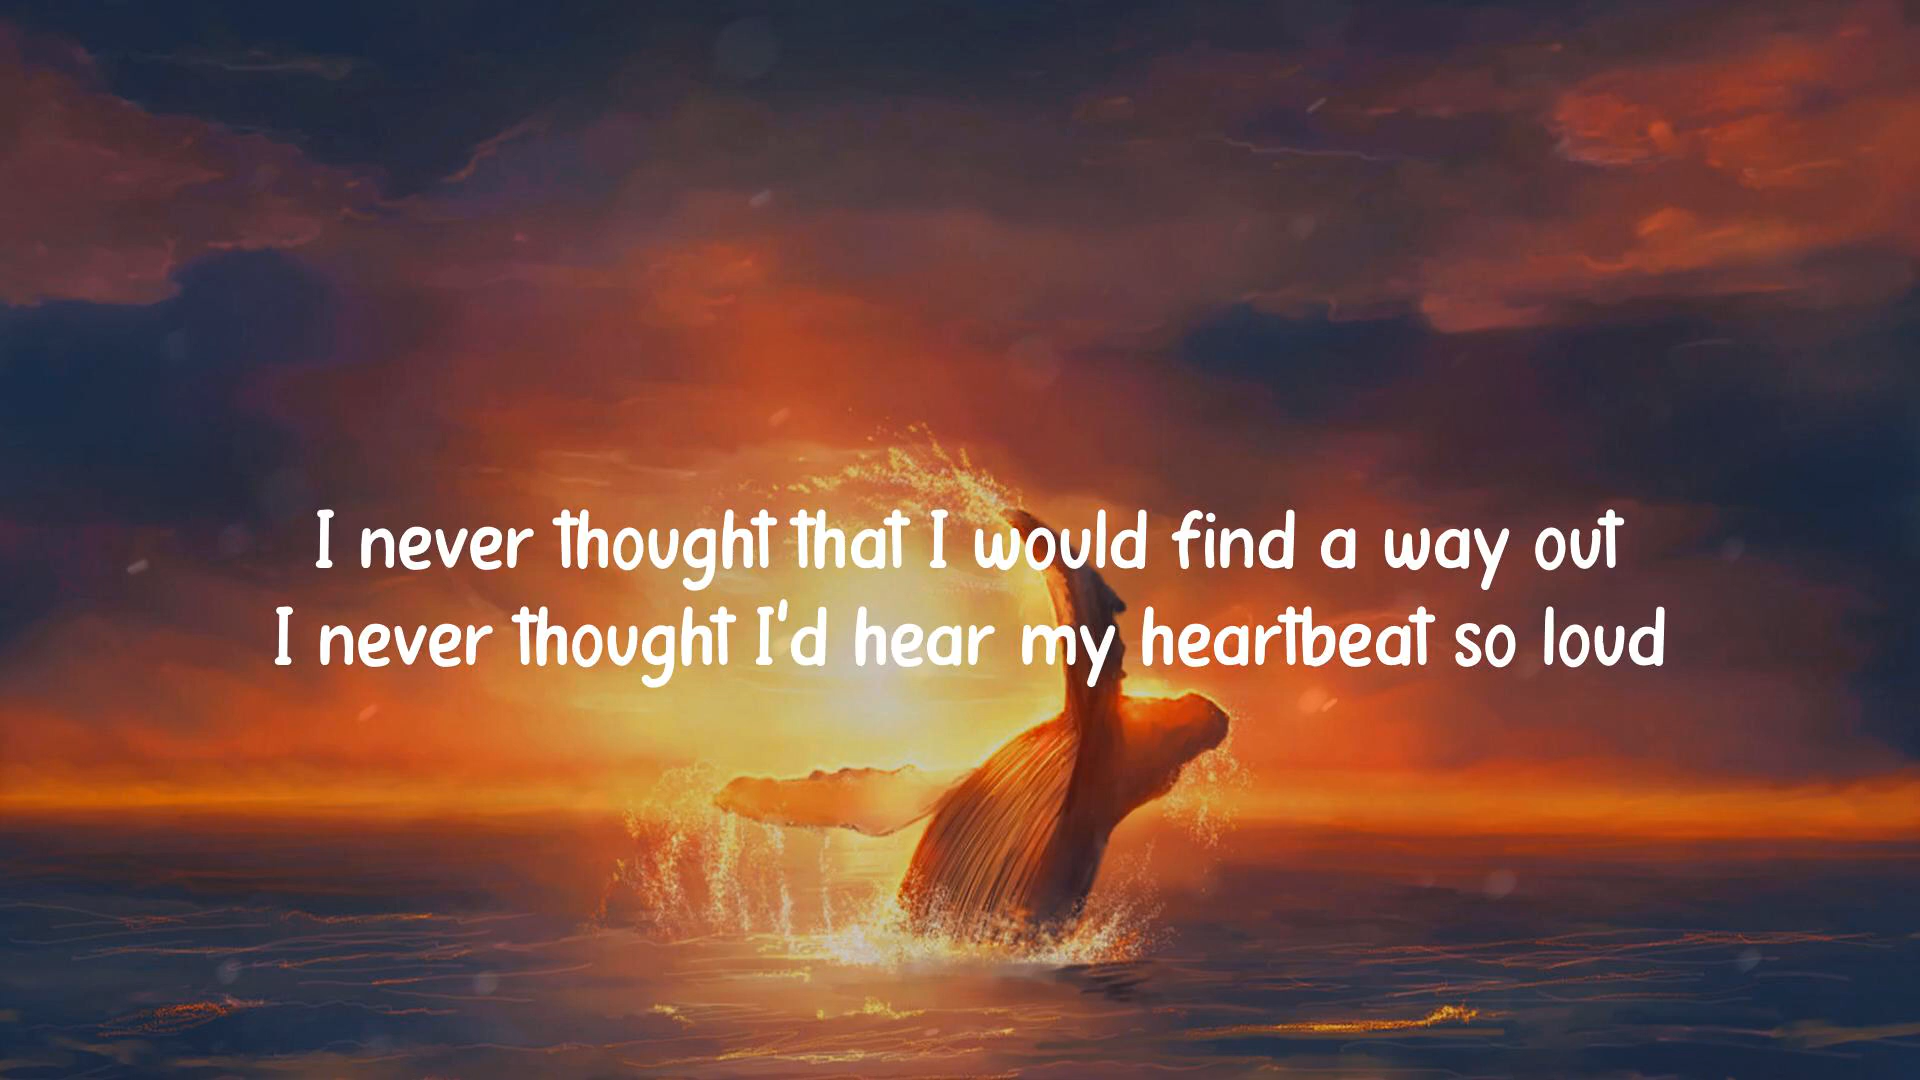 I never thought that I would find a way out
I never thought I'd hear my heartbeat so loud